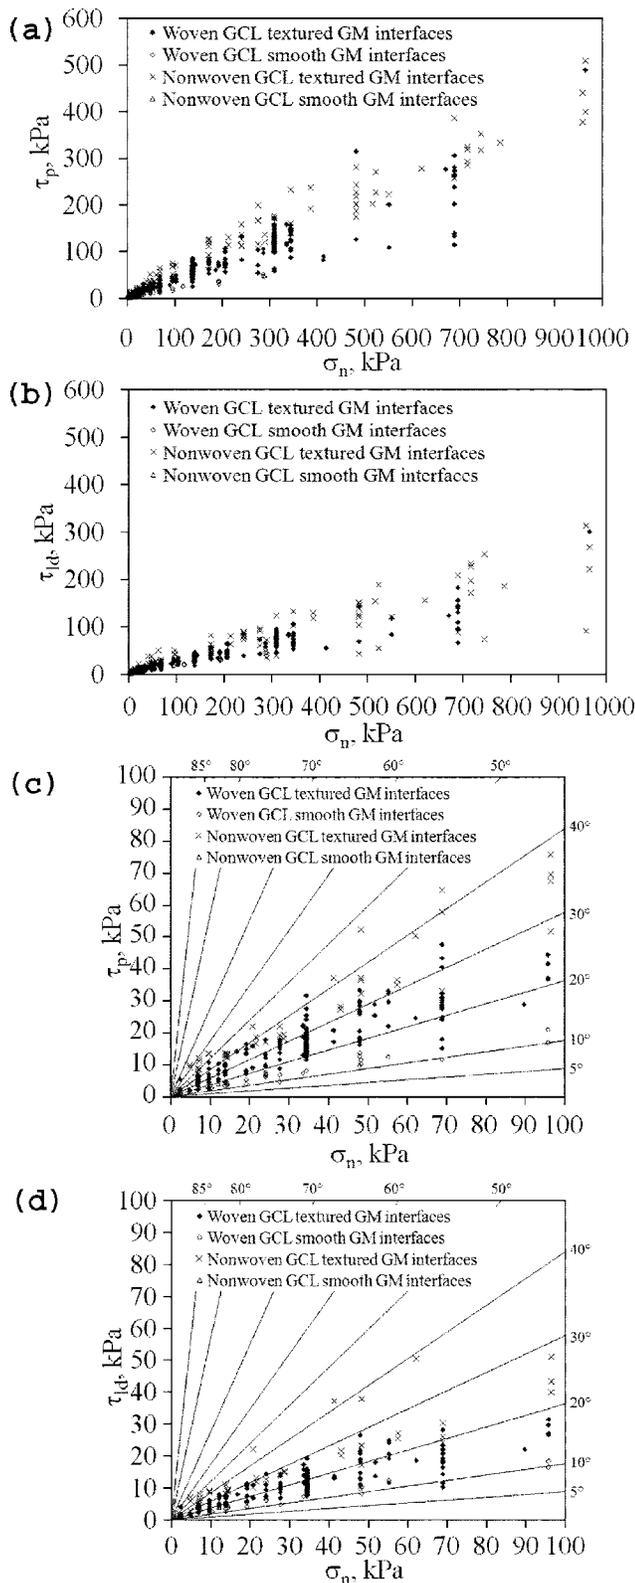 (a)
600
500
400
300
200
100
0
τp, kPa
Woven GCL textured GM interfaces
Woven GCL smooth GM interfaces
Nonwoven GCL textured GM interfaces
Nonwoven GCL smooth GM interfaces
0 100 200 300 400 500 600 700 800 900 1000
σn, kPa
(b)
600
500
400
300
200
100
0
τld, kPa
Woven GCL textured GM interfaces
Woven GCL smooth GM interfaces
Nonwoven GCL textured GM interfaces
Nonwoven GCL smooth GM interfaces
0 100 200 300 400 500 600 700 800 900 1000
σn, kPa
(c)
85° 80° 70° 60° 50°
100
90
80
70
60
50
40
30
20
10
0
τp, kPa
Woven GCL textured GM interfaces
Woven GCL smooth GM interfaces
Nonwoven GCL textured GM interfaces
Nonwoven GCL smooth GM interfaces
40°
30°
20°
10°
5°
0 10 20 30 40 50 60 70 80 90 100
σn, kPa
(d)
85° 80° 70° 60° 50°
100
90
80
70
60
50
40
30
20
10
0
τld, kPa
Woven GCL textured GM interfaces
Woven GCL smooth GM interfaces
Nonwoven GCL textured GM interfaces
Nonwoven GCL smooth GM interfaces
40°
30°
20°
10°
5°
0 10 20 30 40 50 60 70 80 90 100
σn, kPa